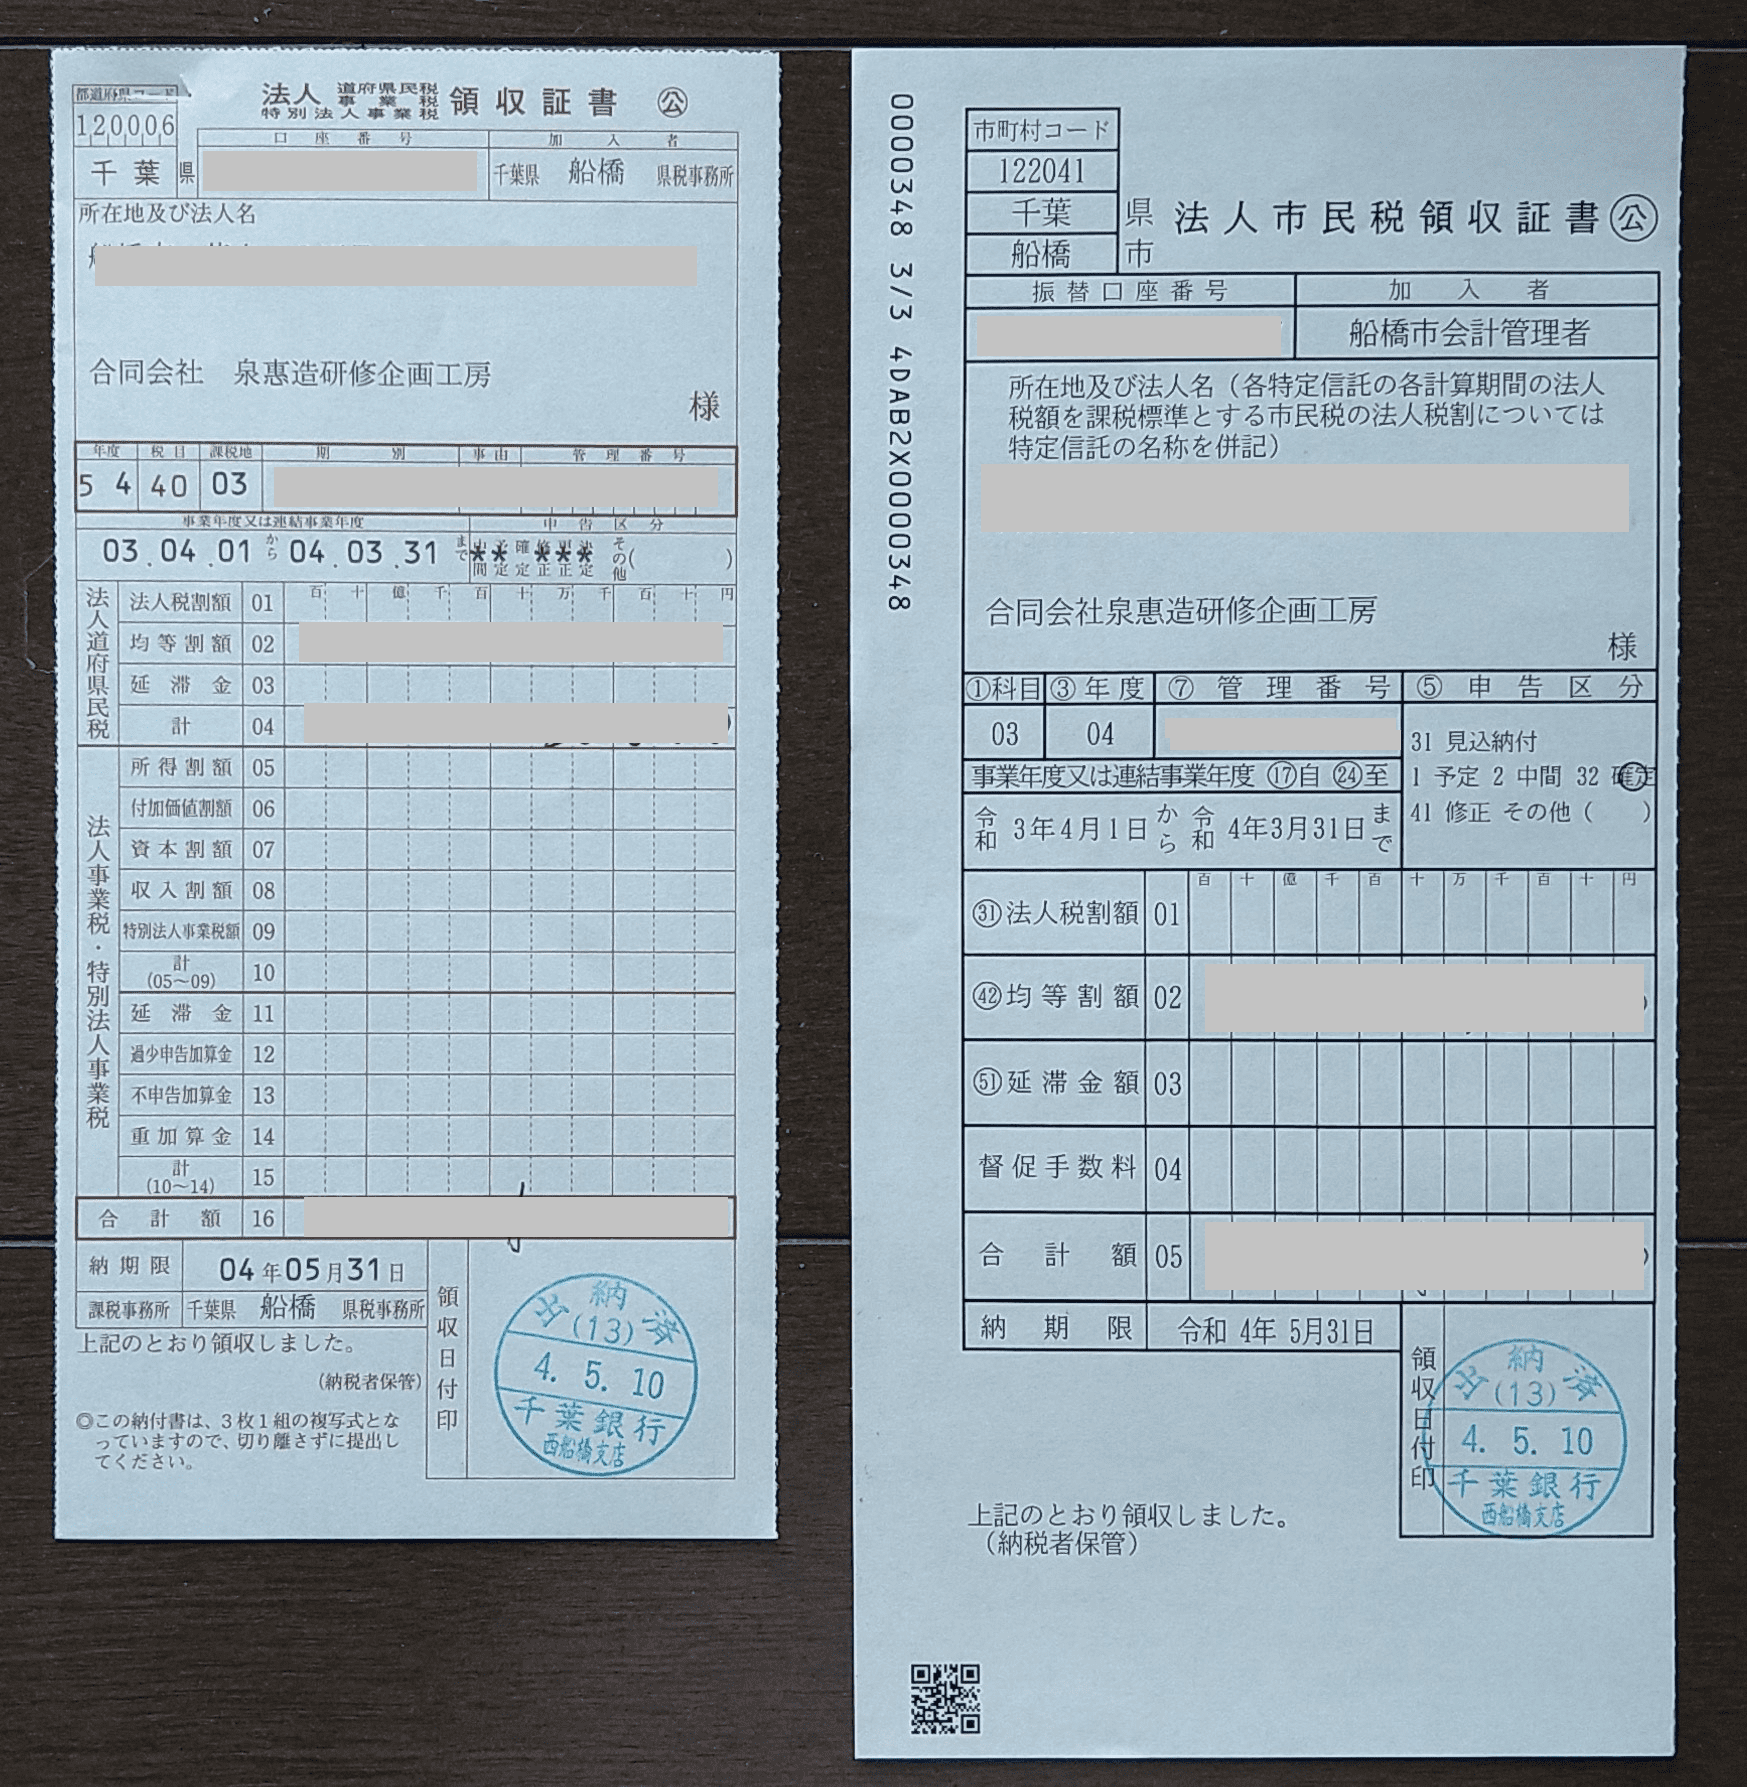 都道府県コード
120006
千葉県
法人 道府県民税 事業税 特別法人事業税 領収証書 公
口座番号
加入者
千葉県 船橋 県税事務所
所在地及び法人名
合同会社 泉惠造研修企画工房
様
年度 税目 課税地 期別 事由 管理番号
5 4 40 03
事業年度又は連結事業年度
申告区分
03.04.01 から 04.03.31 まで
確定 その他( )
法人道府県民税
百 十 億 千 百 十 万 千 百 十 円
法人税割額 01
均等割額 02
延滞金 03
計 04
法人事業税・特別法人事業税
所得割額 05
付加価値割額 06
資本割額 07
収入割額 08
特別法人事業税額 09
計(05~09) 10
延滞金 11
過少申告加算金 12
不申告加算金 13
重加算金 14
計(10~14) 15
合計額 16
納期限 04年05月31日
課税事務所 千葉県 船橋 県税事務所
上記のとおり領収しました。
(納税者保管)
◎この納付書は、3枚1組の複写式とな
っていますので、切り離さずに提出し
てください。
領収日付印
出納済
(13)
4. 5. 10
千葉銀行
西船橋支店
0000348 3/3 4DAB2X0000348
市町村コード
122041
千葉県
船橋市
法人市民税領収証書 公
振替口座番号
加入者
船橋市会計管理者
所在地及び法人名(各特定信託の各計算期間の法人
税額を課税標準とする市民税の法人税割については
特定信託の名称を併記)
合同会社泉惠造研修企画工房
様
①科目 ③年度 ⑦管理番号 ⑤申告区分
03 04
31 見込納付
1 予定 2 中間 32 確定
41 修正 その他( )
事業年度又は連結事業年度 ⑰自 ㉔至
令和 3年4月1日 から 令和 4年3月31日 まで
百 十 億 千 百 十 万 千 百 十 円
㉛法人税割額 01
㊷均等割額 02
(51)延滞金額 03
督促手数料 04
合計額 05
納期限 令和 4年 5月31日
領収日付印
出納済
(13)
4. 5. 10
千葉銀行
西船橋支店
上記のとおり領収しました。
(納税者保管)